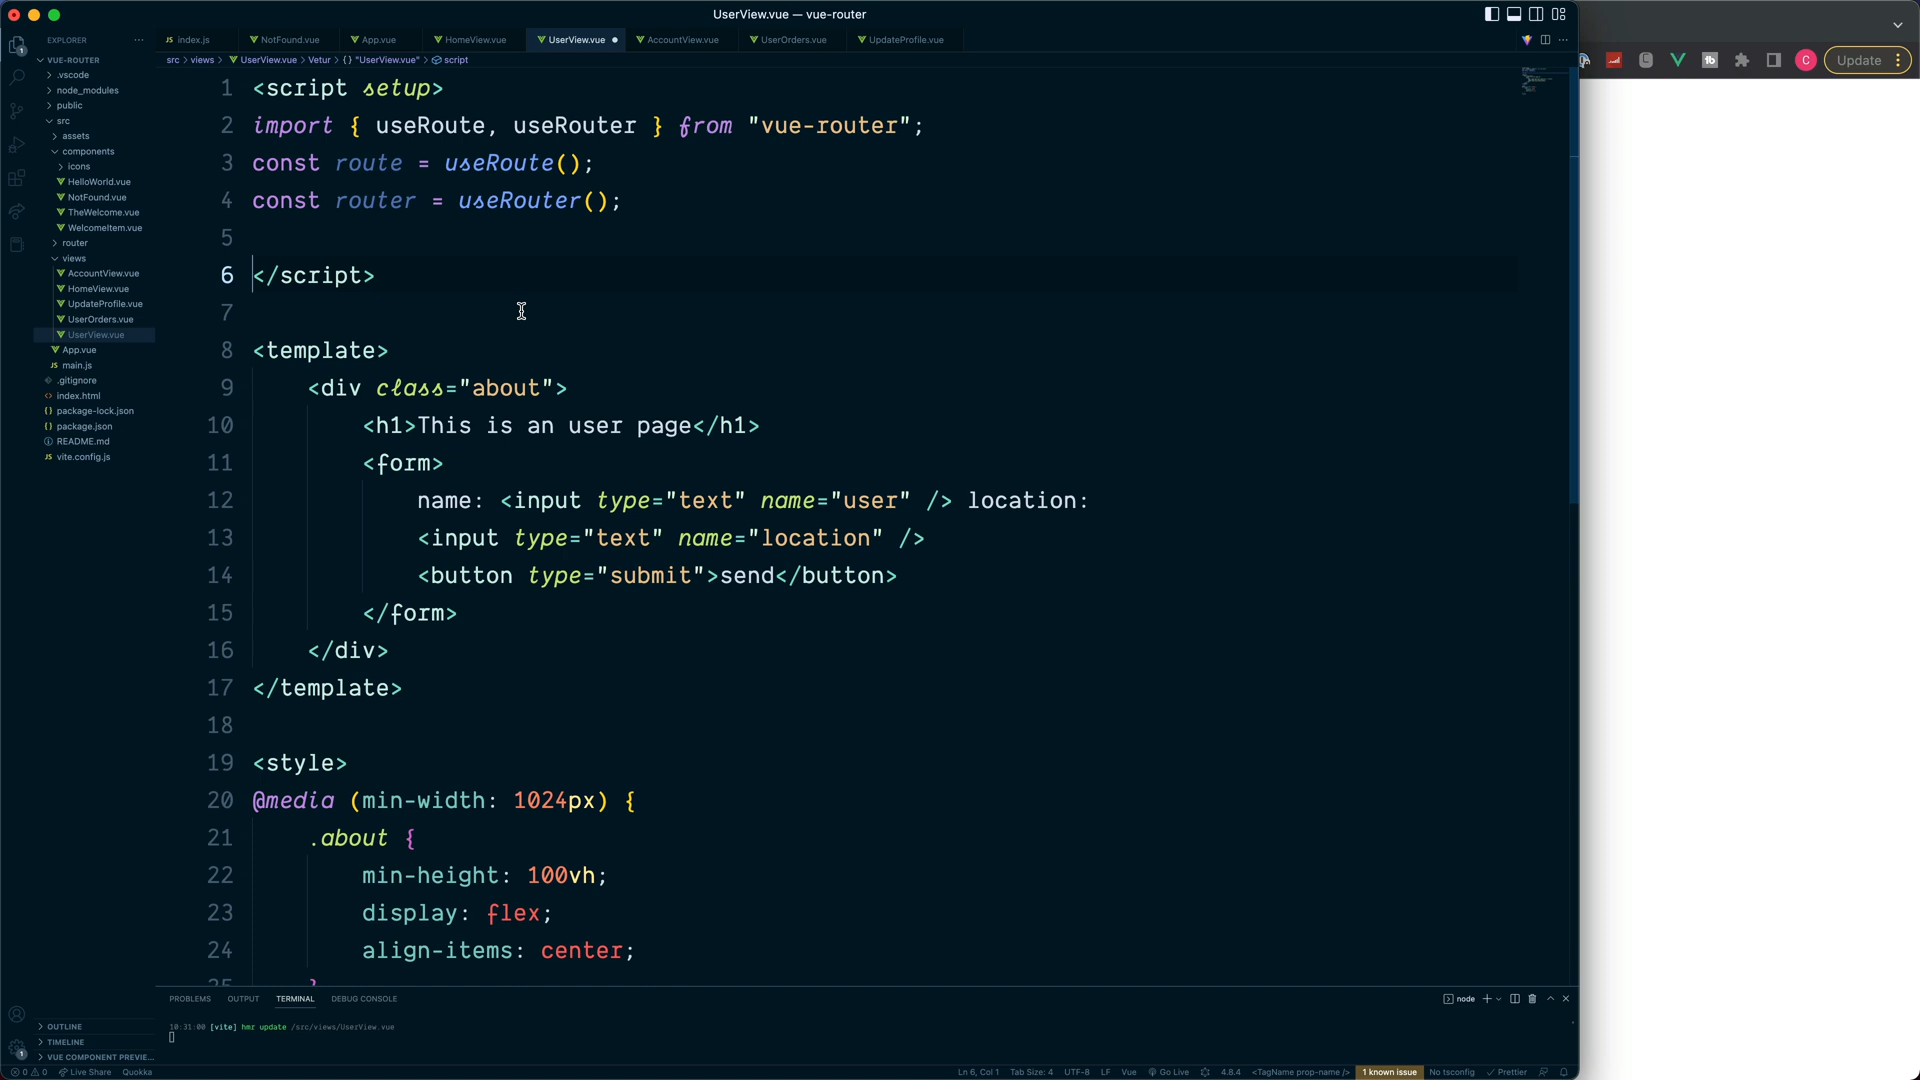 UserView.vue — vue-router
EXPLORER
index.js
NotFound.vue
App.vue
HomeView.vue
UserView.vue
AccountView.vue
UserOrders.vue
UpdateProfile.vue
src > views > UserView.vue > Vetur > {} "UserView.vue" > script
Update
VUE-ROUTER
.vscode
node_modules
public
src
assets
components
icons
HelloWorld.vue
NotFound.vue
TheWelcome.vue
WelcomeItem.vue
router
views
AccountView.vue
HomeView.vue
UpdateProfile.vue
UserOrders.vue
UserView.vue
App.vue
main.js
.gitignore
index.html
package-lock.json
package.json
README.md
vite.config.js
OUTLINE
TIMELINE
VUE COMPONENT PREVIE...
1 <script setup>
2 import { useRoute, useRouter } from "vue-router";
3 const route = useRoute();
4 const router = useRouter();
5
6 </script>
7
8 <template>
9 <div class="about">
10 <h1>This is an user page</h1>
11 <form>
12 name: <input type="text" name="user" /> location:
13 <input type="text" name="location" />
14 <button type="submit">send</button>
15 </form>
16 </div>
17 </template>
18
19 <style>
20 @media (min-width: 1024px) {
21 .about {
22 min-height: 100vh;
23 display: flex;
24 align-items: center;
25 }
PROBLEMS OUTPUT TERMINAL DEBUG CONSOLE
node
10:31:00 [vite] hmr update /src/views/UserView.vue
0 0 Live Share Quokka
Ln 6, Col 1 Tab Size: 4 UTF-8 LF Vue Go Live 4.8.4 <TagName prop-name /> 1 known issue No tsconfig Prettier